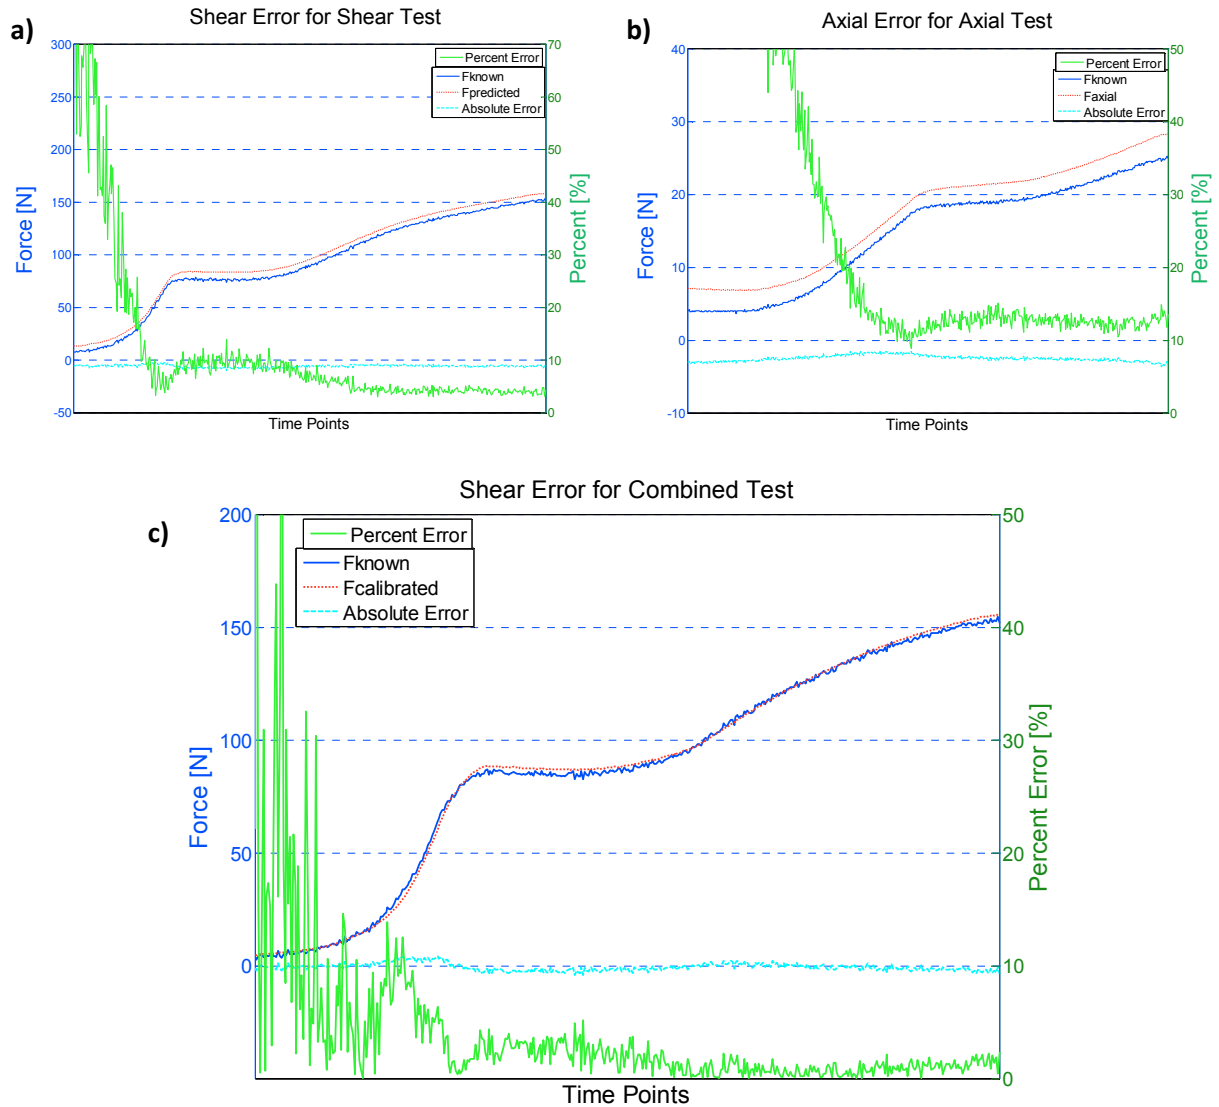 a)
Shear Error for Shear Test
300
250
200
150
100
50
0
-50
Force [N]
70
60
50
40
30
20
10
0
Percent [%]
Percent Error
Fknown
Fpredicted
Absolute Error
Time Points
b)
Axial Error for Axial Test
40
30
20
10
0
-10
Force [N]
50
40
30
20
10
0
Percent [%]
Percent Error
Fknown
Faxial
Absolute Error
Time Points
c)
Shear Error for Combined Test
200
150
100
50
0
Force [N]
50
40
30
20
10
0
Percent Error [%]
Percent Error
Fknown
Fcalibrated
Absolute Error
Time Points